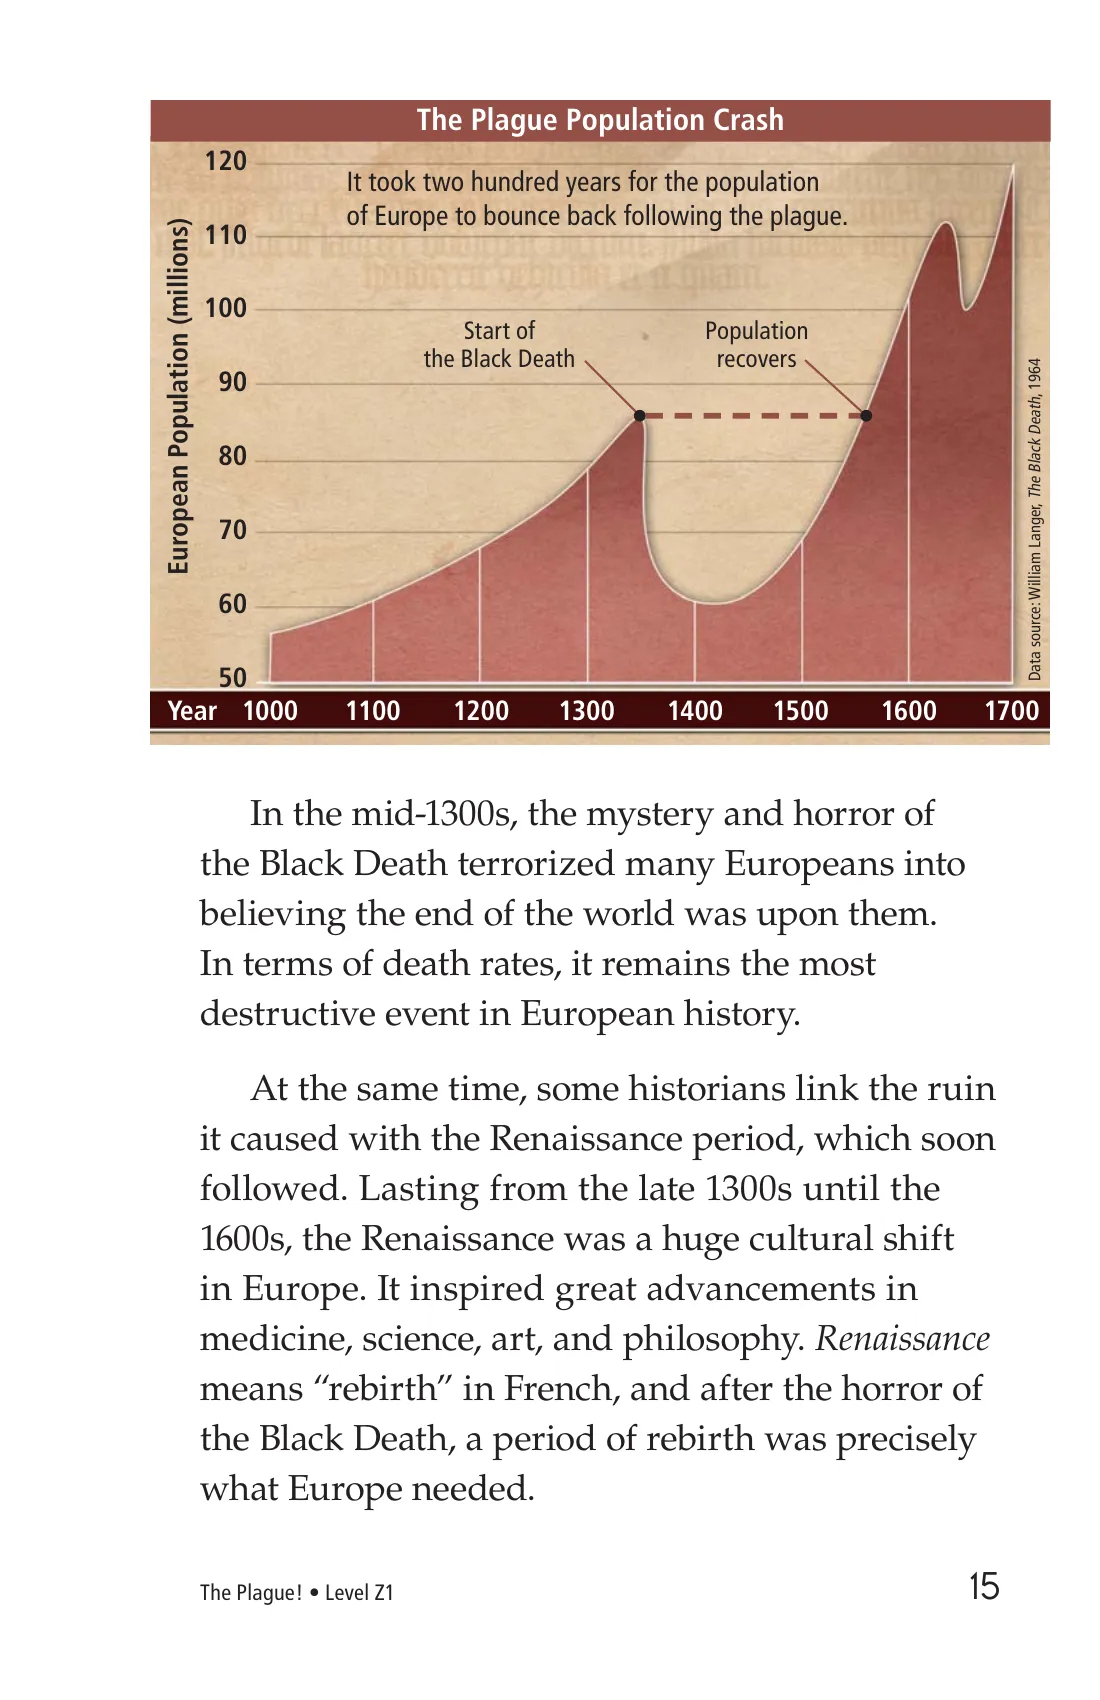 The Plague Population Crash
It took two hundred years for the population
of Europe to bounce back following the plague.
European Population (millions)
120
110
100
90
80
70
60
50
Start of
the Black Death
Population
recovers
Data source: William Langer, The Black Death, 1964
Year 1000 1100 1200 1300 1400 1500 1600 1700
In the mid-1300s, the mystery and horror of
the Black Death terrorized many Europeans into
believing the end of the world was upon them.
In terms of death rates, it remains the most
destructive event in European history.
At the same time, some historians link the ruin
it caused with the Renaissance period, which soon
followed. Lasting from the late 1300s until the
1600s, the Renaissance was a huge cultural shift
in Europe. It inspired great advancements in
medicine, science, art, and philosophy. Renaissance
means “rebirth” in French, and after the horror of
the Black Death, a period of rebirth was precisely
what Europe needed.
The Plague! • Level Z1
15